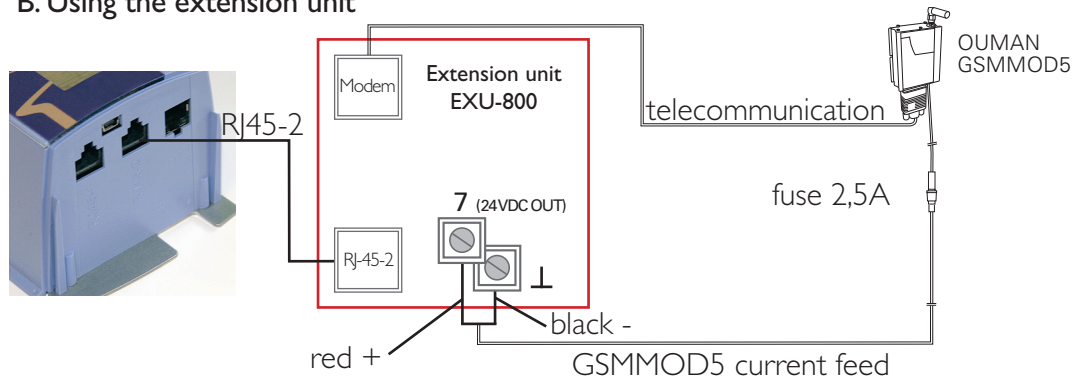 B. Using the extension unit
OUMAN
GSMMOD5
Modem
Extension unit
EXU-800
telecommunication
RJ45-2
fuse 2,5A
7 (24VDC OUT)
RJ-45-2
black -
red +
GSMMOD5 current feed